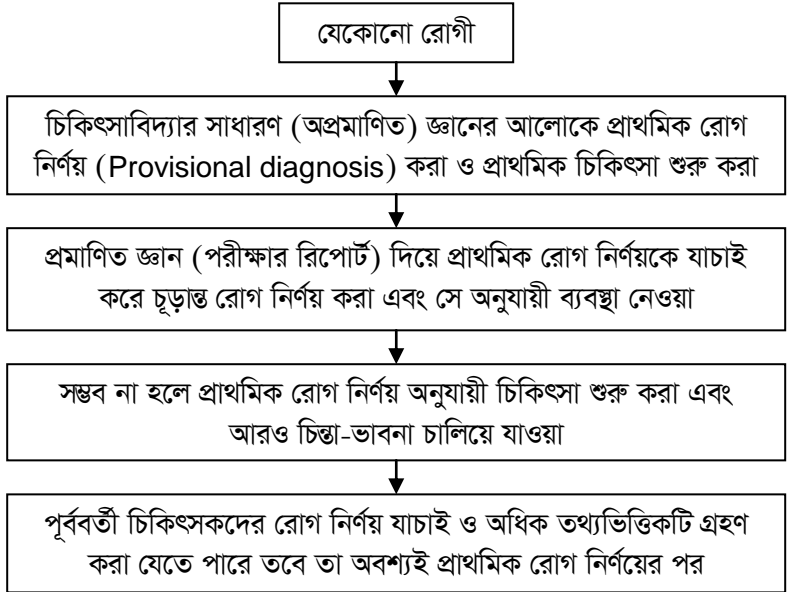 যেকোনো রোগী
চিকিৎসাবিদ্যার সাধারণ (অপ্রমাণিত) জ্ঞানের আলোকে প্রাথমিক রোগ
নির্ণয় (Provisional diagnosis) করা ও প্রাথমিক চিকিৎসা শুরু করা
প্রমাণিত জ্ঞান (পরীক্ষার রিপোর্ট) দিয়ে প্রাথমিক রোগ নির্ণয়কে যাচাই
করে চূড়ান্ত রোগ নির্ণয় করা এবং সে অনুযায়ী ব্যবস্থা নেওয়া
সম্ভব না হলে প্রাথমিক রোগ নির্ণয় অনুযায়ী চিকিৎসা শুরু করা এবং
আরও চিন্তা-ভাবনা চালিয়ে যাওয়া
পূর্ববর্তী চিকিৎসকদের রোগ নির্ণয় যাচাই ও অধিক তথ্যভিত্তিকটি গ্রহণ
করা যেতে পারে তবে তা অবশ্যই প্রাথমিক রোগ নির্ণয়ের পর